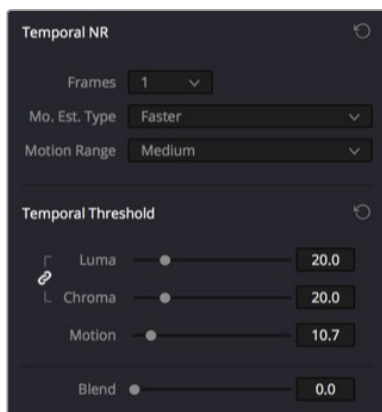 Temporal NR
Frames 1
Mo. Est. Type Faster
Motion Range Medium
Temporal Threshold
Luma 20.0
Chroma 20.0
Motion 10.7
Blend 0.0